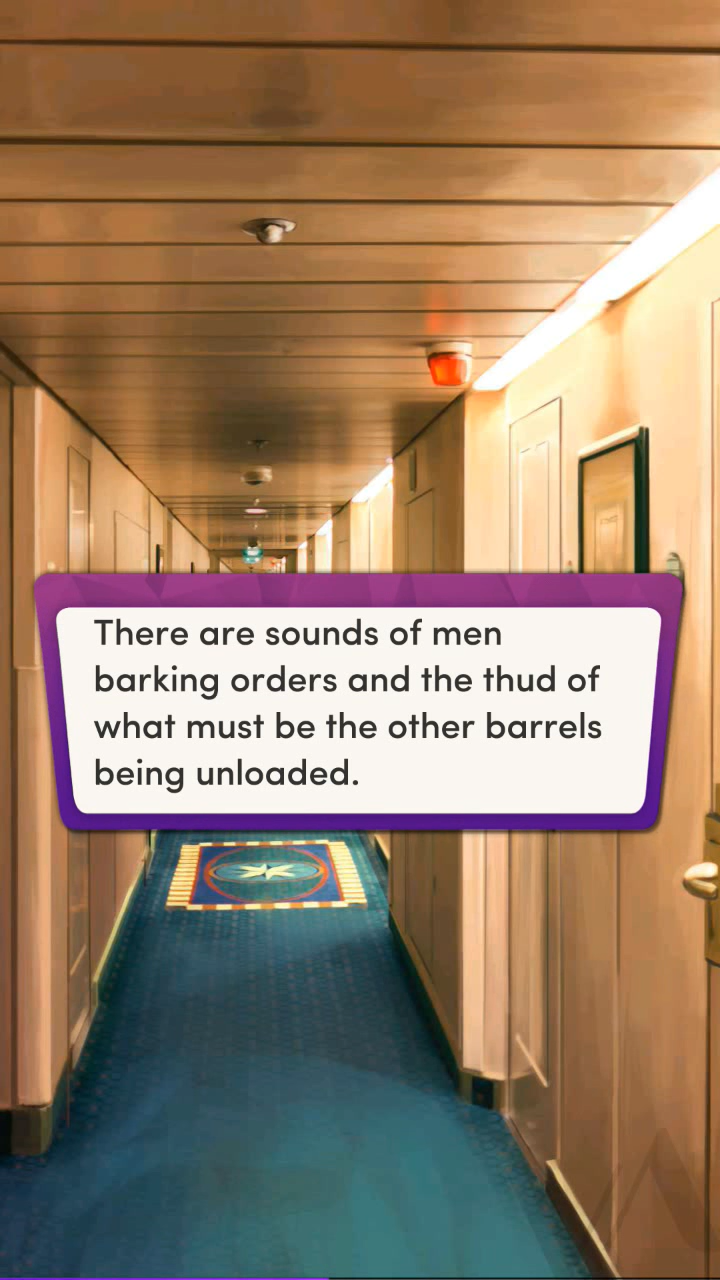 There are sounds of men
barking orders and the thud of
what must be the other barrels
being unloaded.